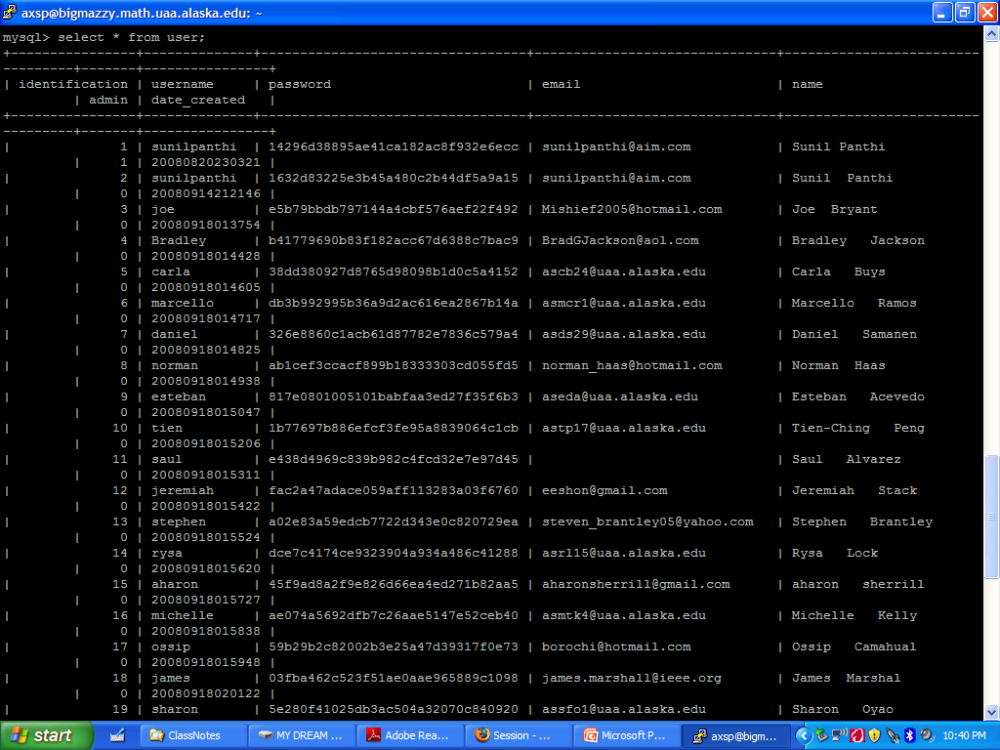 axsp@bigmazzy.math.uaa.alaska.edu: ~
mysql> select * from user;
+----------------+------------+----------------------------------+-------------------------------+-------------------------
---------+-------+----------------+
| identification | username | password | email | name
| admin | date_created |
+----------------+------------+----------------------------------+-------------------------------+-------------------------
---------+-------+----------------+
| 1 | sunilpanthi | 14296d38895ae41ca182ac8f932e6ecc | sunilpanthi@aim.com | Sunil Panthi
| 1 | 20080820230321 |
| 2 | sunilpanthi | 1632d83225e3b45a480c2b44df5a9a15 | sunilpanthi@aim.com | Sunil Panthi
| 0 | 20080914212146 |
| 3 | joe | e5b79bbdb797144a4cbf576aef22f492 | Mishief2005@hotmail.com | Joe Bryant
| 0 | 20080918013754 |
| 4 | Bradley | b41779690b83f182acc67d6388c7bac9 | BradGJackson@aol.com | Bradley Jackson
| 0 | 20080918014428 |
| 5 | carla | 38dd380927d8765d98098b1d0c5a4152 | ascb24@uaa.alaska.edu | Carla Buys
| 0 | 20080918014605 |
| 6 | marcello | db3b992995b36a9d2ac616ea2867b14a | asmcr1@uaa.alaska.edu | Marcello Ramos
| 0 | 20080918014717 |
| 7 | daniel | 326e8860c1acb61d87782e7836c579a4 | asds29@uaa.alaska.edu | Daniel Samanen
| 0 | 20080918014825 |
| 8 | norman | ab1cef3ccacf899b18333303cd055fd5 | norman_haas@hotmail.com | Norman Haas
| 0 | 20080918014938 |
| 9 | esteban | 817e0801005101babfaa3ed27f35f6b3 | aseda@uaa.alaska.edu | Esteban Acevedo
| 0 | 20080918015047 |
| 10 | tien | 1b77697b886efcf3fe95a8839064c1cb | astp17@uaa.alaska.edu | Tien-Ching Peng
| 0 | 20080918015206 |
| 11 | saul | e438d4969c839b982c4fcd32e7e97d45 | | Saul Alvarez
| 0 | 20080918015311 |
| 12 | jeremiah | fac2a47adace059aff113283a03f6760 | eeshon@gmail.com | Jeremiah Stack
| 0 | 20080918015422 |
| 13 | stephen | a02e83a59edcb7722d343e0c820729ea | steven_brantley05@yahoo.com | Stephen Brantley
| 0 | 20080918015524 |
| 14 | rysa | dce7c4174ce9323904a934a486c41288 | asrl15@uaa.alaska.edu | Rysa Lock
| 0 | 20080918015620 |
| 15 | aharon | 45f9ad8a2f9e826d66ea4ed271b82aa5 | aharonsherrill@gmail.com | aharon sherrill
| 0 | 20080918015727 |
| 16 | michelle | ae074a5692dfb7c26aae5147e52ceb40 | asmtk4@uaa.alaska.edu | Michelle Kelly
| 0 | 20080918015838 |
| 17 | ossip | 59b29b2c82002b3e25a47d39317f0e73 | borochi@hotmail.com | Ossip Camahual
| 0 | 20080918015948 |
| 18 | james | 03fba462c523f51ae0aae965889c1098 | james.marshall@ieee.org | James Marshal
| 0 | 20080918020122 |
| 19 | sharon | 5e280f41025db3ac504a32070c840920 | assfo1@uaa.alaska.edu | Sharon Oyao
start ClassNotes MY DREAM ... Adobe Rea... Session - ... Microsoft P... axsp@bigm... 10:40 PM